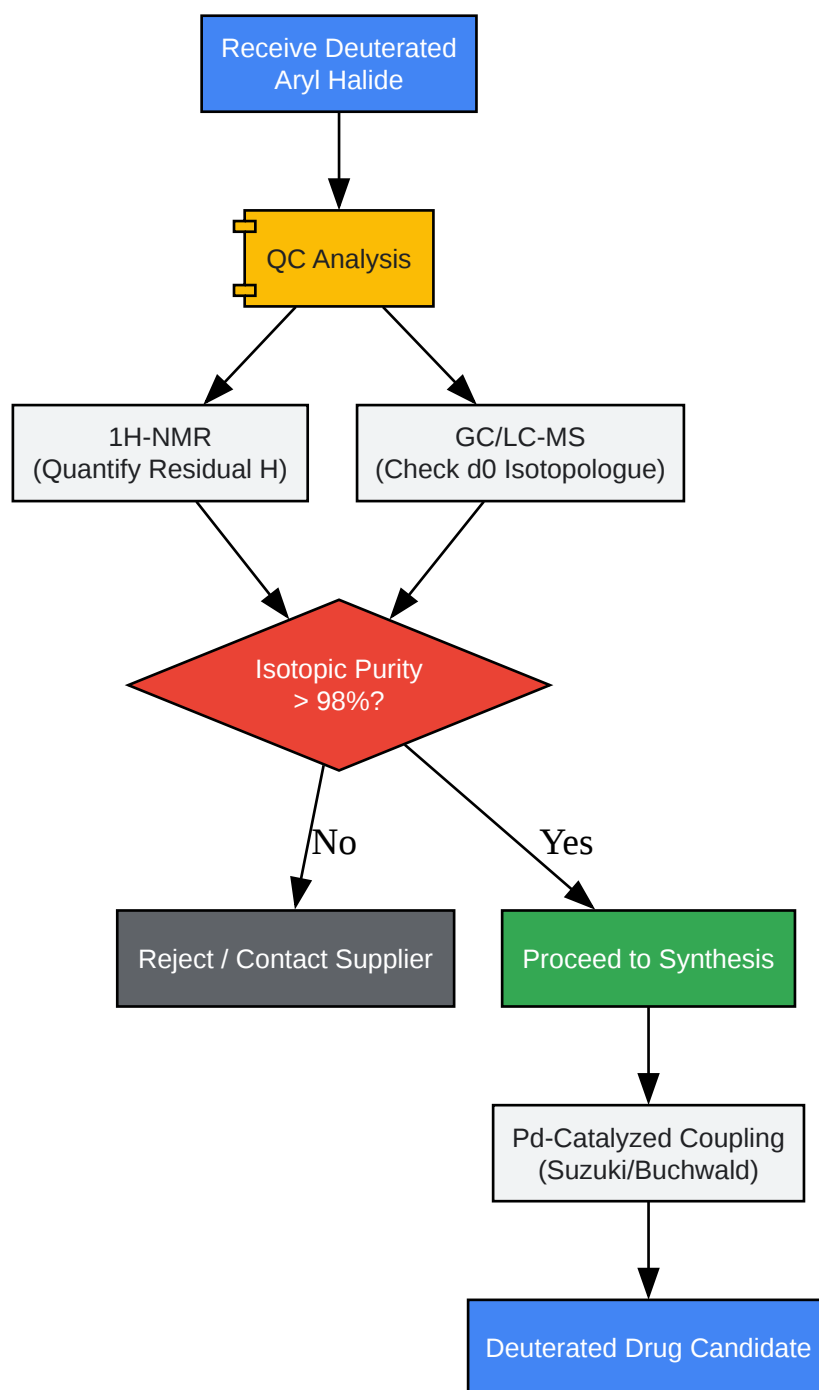 Receive Deuterated
Aryl Halide
QC Analysis
1H-NMR
(Quantify Residual H)
GC/LC-MS
(Check d0 Isotopologue)
Isotopic Purity
> 98%?
No
Yes
Reject / Contact Supplier
Proceed to Synthesis
Pd-Catalyzed Coupling
(Suzuki/Buchwald)
Deuterated Drug Candidate